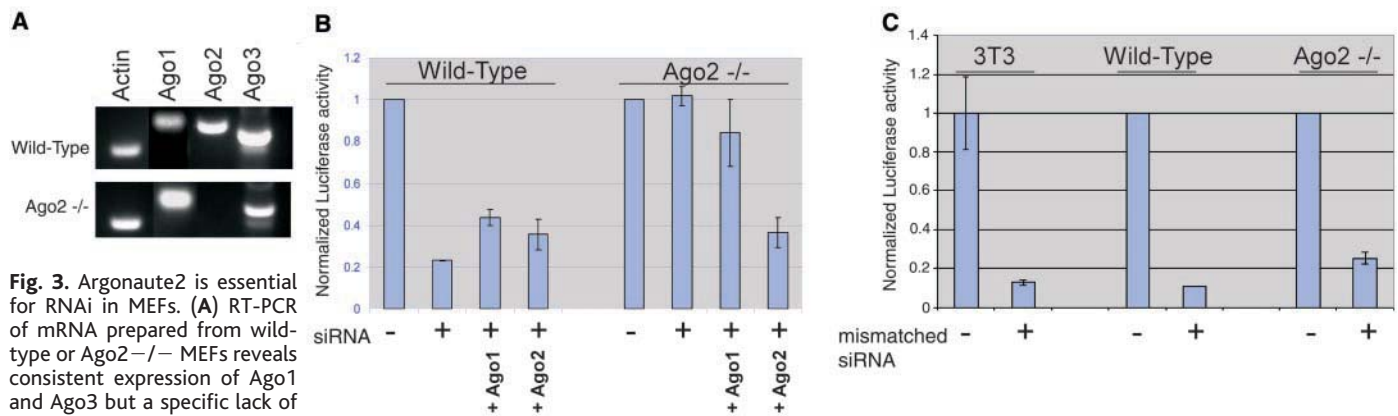 A
Actin
Ago1
Ago2
Ago3
Wild-Type
Ago2 -/-
Fig. 3. Argonaute2 is essential
for RNAi in MEFs. (A) RT-PCR
of mRNA prepared from wild-
type or Ago2−/− MEFs reveals
consistent expression of Ago1
and Ago3 but a specific lack of
B
Normalized Luciferase activity
1.2
1
0.8
0.6
0.4
0.2
0
Wild-Type
Ago2 -/-
siRNA
- + + + - + + +
+ Ago1
+ Ago2
+ Ago1
+ Ago2
C
Normalized Luciferase activity
1.4
1.2
1
0.8
0.6
0.4
0.2
0
3T3
Wild-Type
Ago2 -/-
mismatched
siRNA
- + - + - +